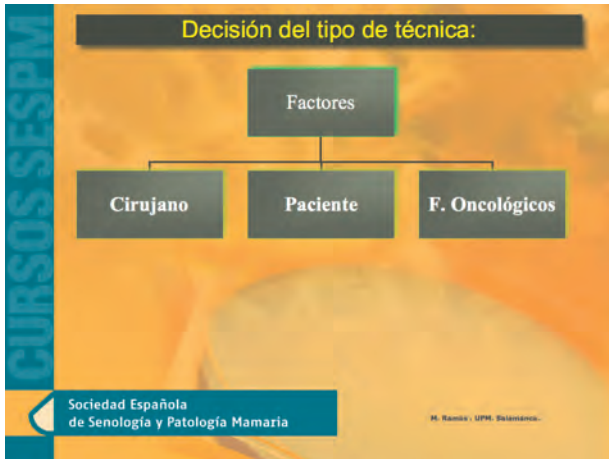 Decisión del tipo de técnica:
Factores
Cirujano
Paciente
F. Oncológicos
CURSOS SESPM
Sociedad Española
de Senología y Patología Mamaria
M. Ramos . UPM. Salamanca.